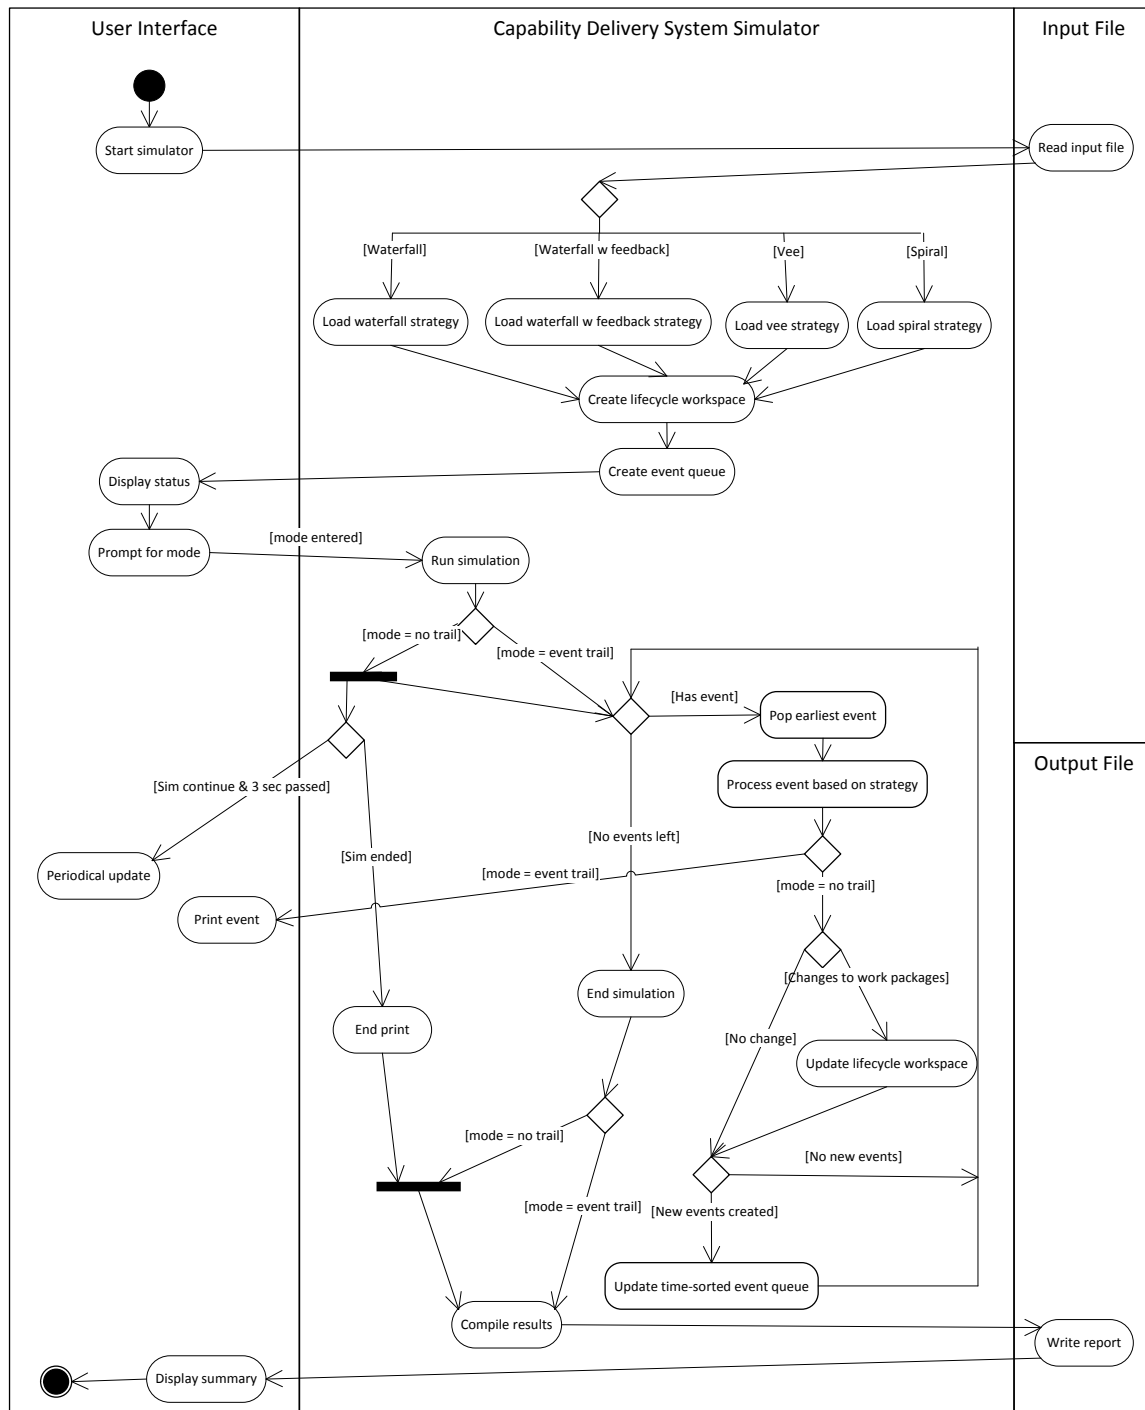 User Interface
Capability Delivery System Simulator
Input File
Start simulator
Read input file
[Waterfall]
[Waterfall w feedback]
[Vee]
[Spiral]
Load waterfall strategy
Load waterfall w feedback strategy
Load vee strategy
Load spiral strategy
Create lifecycle workspace
Create event queue
Display status
Prompt for mode
[mode entered]
Run simulation
[mode = no trail]
[mode = event trail]
[Has event]
Pop earliest event
Output File
Process event based on strategy
[Sim continue & 3 sec passed]
[No events left]
[Sim ended]
Periodical update
[mode = event trail]
[mode = no trail]
Print event
[Changes to work packages]
End simulation
End print
[No change]
Update lifecycle workspace
[mode = no trail]
[No new events]
[mode = event trail]
[New events created]
Update time-sorted event queue
Compile results
Write report
Display summary